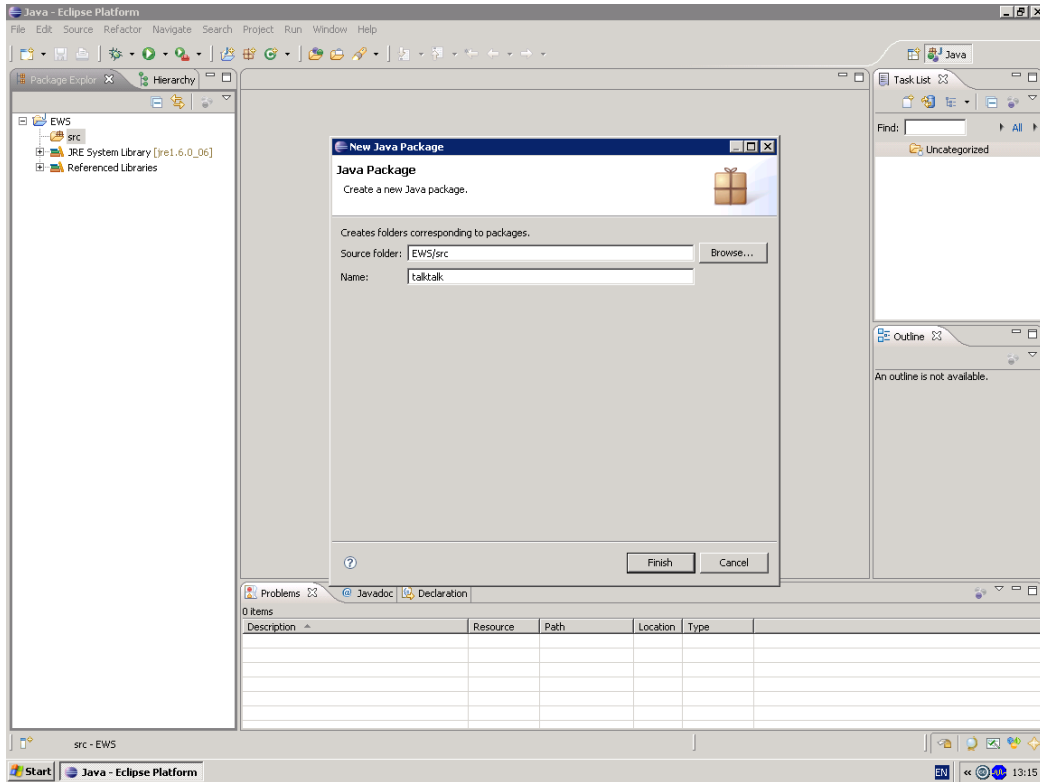 Java - Eclipse Platform
File Edit Source Refactor Navigate Search Project Run Window Help
Java
Package Explor
Hierarchy
EWS
src
JRE System Library [jre1.6.0_06]
Referenced Libraries
New Java Package
Java Package
Create a new Java package.
Creates folders corresponding to packages.
Source folder: EWS/src Browse...
Name: talktalk
Finish Cancel
Task List
Find: All
Uncategorized
Outline
An outline is not available.
Problems @ Javadoc Declaration
0 items
Description Resource Path Location Type
src - EWS
Start Java - Eclipse Platform EN « 13:15